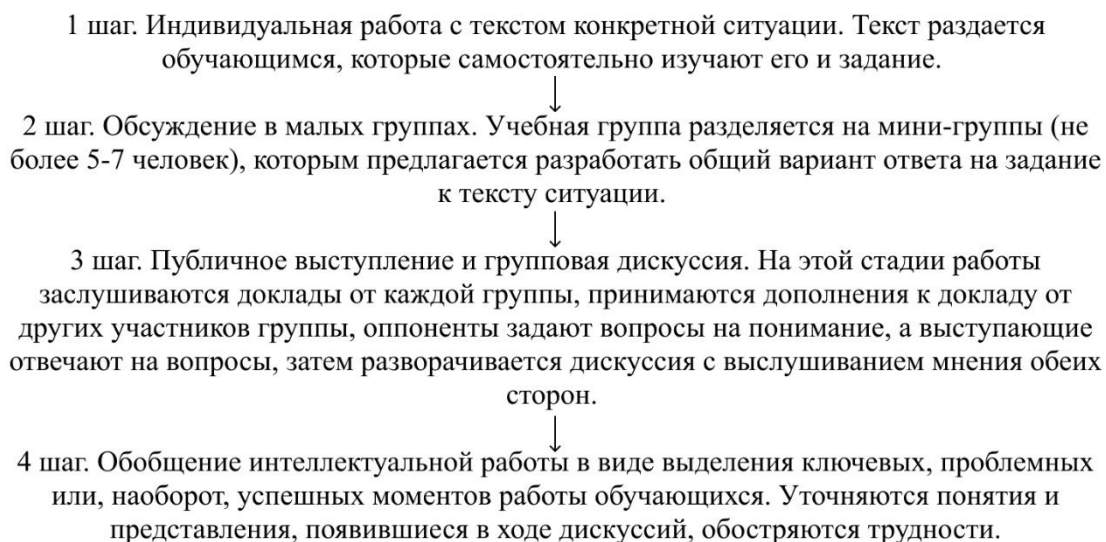 1 шаг. Индивидуальная работа с текстом конкретной ситуации. Текст раздается
обучающимся, которые самостоятельно изучают его и задание.
2 шаг. Обсуждение в малых группах. Учебная группа разделяется на мини-группы (не
более 5-7 человек), которым предлагается разработать общий вариант ответа на задание
к тексту ситуации.
3 шаг. Публичное выступление и групповая дискуссия. На этой стадии работы
заслушиваются доклады от каждой группы, принимаются дополнения к докладу от
других участников группы, оппоненты задают вопросы на понимание, а выступающие
отвечают на вопросы, затем разворачивается дискуссия с выслушиванием мнения обеих
сторон.
4 шаг. Обобщение интеллектуальной работы в виде выделения ключевых, проблемных
или, наоборот, успешных моментов работы обучающихся. Уточняются понятия и
представления, появившиеся в ходе дискуссий, обостряются трудности.